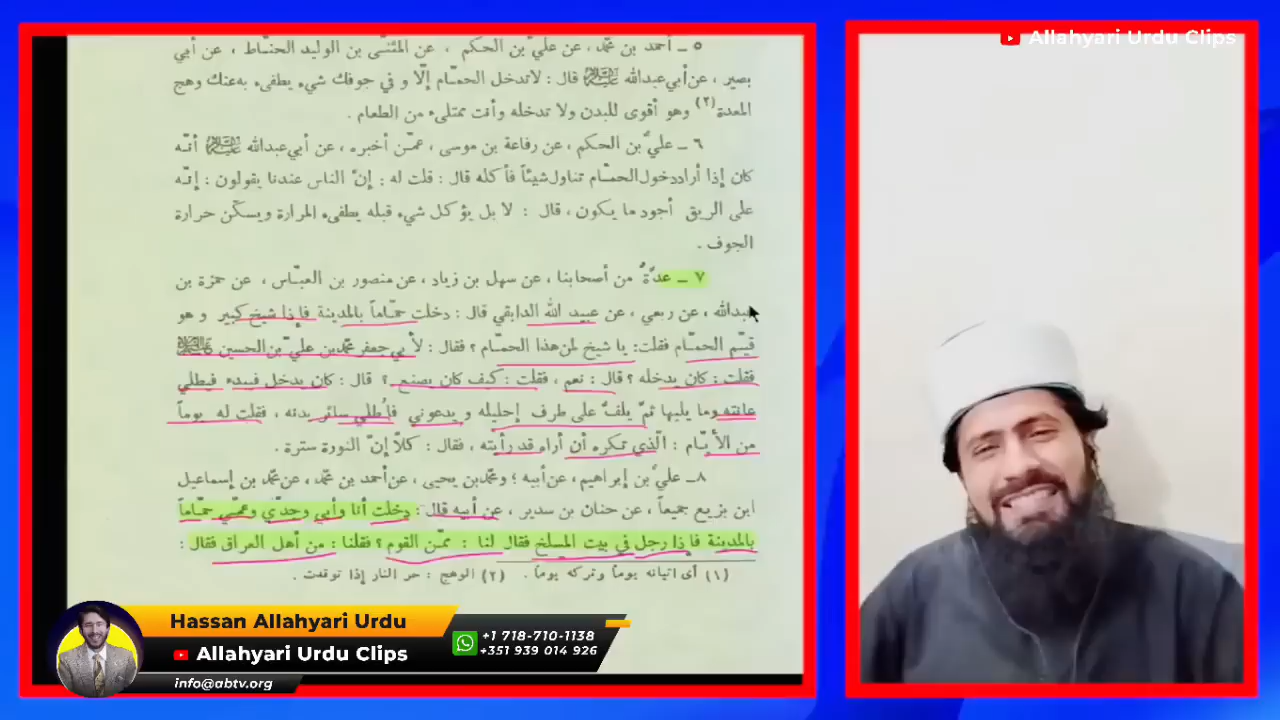 ٥ ــ أحمد بن محمّد، عن عليّ بن الحكم ، عن المثنّى بن الوليد الحنّاط ، عن أبي
بصير ، عن أبي عبدالله عليه السلام قال : لاتدخل الحمّام إلّا و في جوفك شيء يطفىء به عنك وهج
المعدة (٢) وهو أقوى للبدن ولا تدخله وأنت ممتلىء من الطعام .
٦ ــ عليّ بن الحكم ، عن رفاعة بن موسى ، عمّن أخبره ، عن أبي عبدالله عليه السلام أنّه
كان إذا أراد دخول الحمّام تناول شيئاً فأكله قال : قلت له : إنّ الناس عندنا يقولون : إنّه
على الريق أجود ما يكون ، قال : لا بل يؤكل شيء قبله يطفىء المرارة ويسكّن حرارة
الجوف .
٧ ــ عدّة من أصحابنا ، عن سهل بن زياد ، عن منصور بن العبّاس ، عن حمزة بن
عبدالله ، عن ربعي ، عن عبيد الله الدابقي قال : دخلت حمّاماً بالمدينة فإذا شيخ كبير و هو
قيّم الحمّام فقلت : يا شيخ لمن هذا الحمّام ؟ فقال : لأبي جعفر محمّد بن عليّ بن الحسين عليهم السلام
فقلت : كان يدخله ؟ قال : نعم ، فقلت : كيف كان يصنع ؟ قال : كان يدخل فيبدء فيطلي
عانته وما يليها ثمّ يلفّ على طرف إحليله و يدعوني فاُطلي سائر بدنه ، فقلت له يوماً
من الأيّام : الّذي تكره أن أراه قد رأيته ، فقال : كلّا إنّ النورة سترة .
٨ــ عليّ بن إبراهيم ، عن أبيه ؛ ومحمّد بن يحيى ، عن أحمد بن محمّد ، عن محمّد بن إسماعيل
ابن بزيع جميعاً ، عن حنان بن سدير ، عن أبيه قال : دخلت أنا وأبي وجدّي وعمّي حمّاماً
بالمدينة فإذا رجل في بيت المسلخ فقال لنا : ممّن القوم ؟ فقلنا : من أهل العراق فقال :
(١) أى اتيانه يوماً وتركه يوماً . (٢) الوهج : حر النار إذا توقدت .
Allahyari Urdu Clips
Hassan Allahyari Urdu
Allahyari Urdu Clips
info@abtv.org
+1 718-710-1138
+351 939 014 926